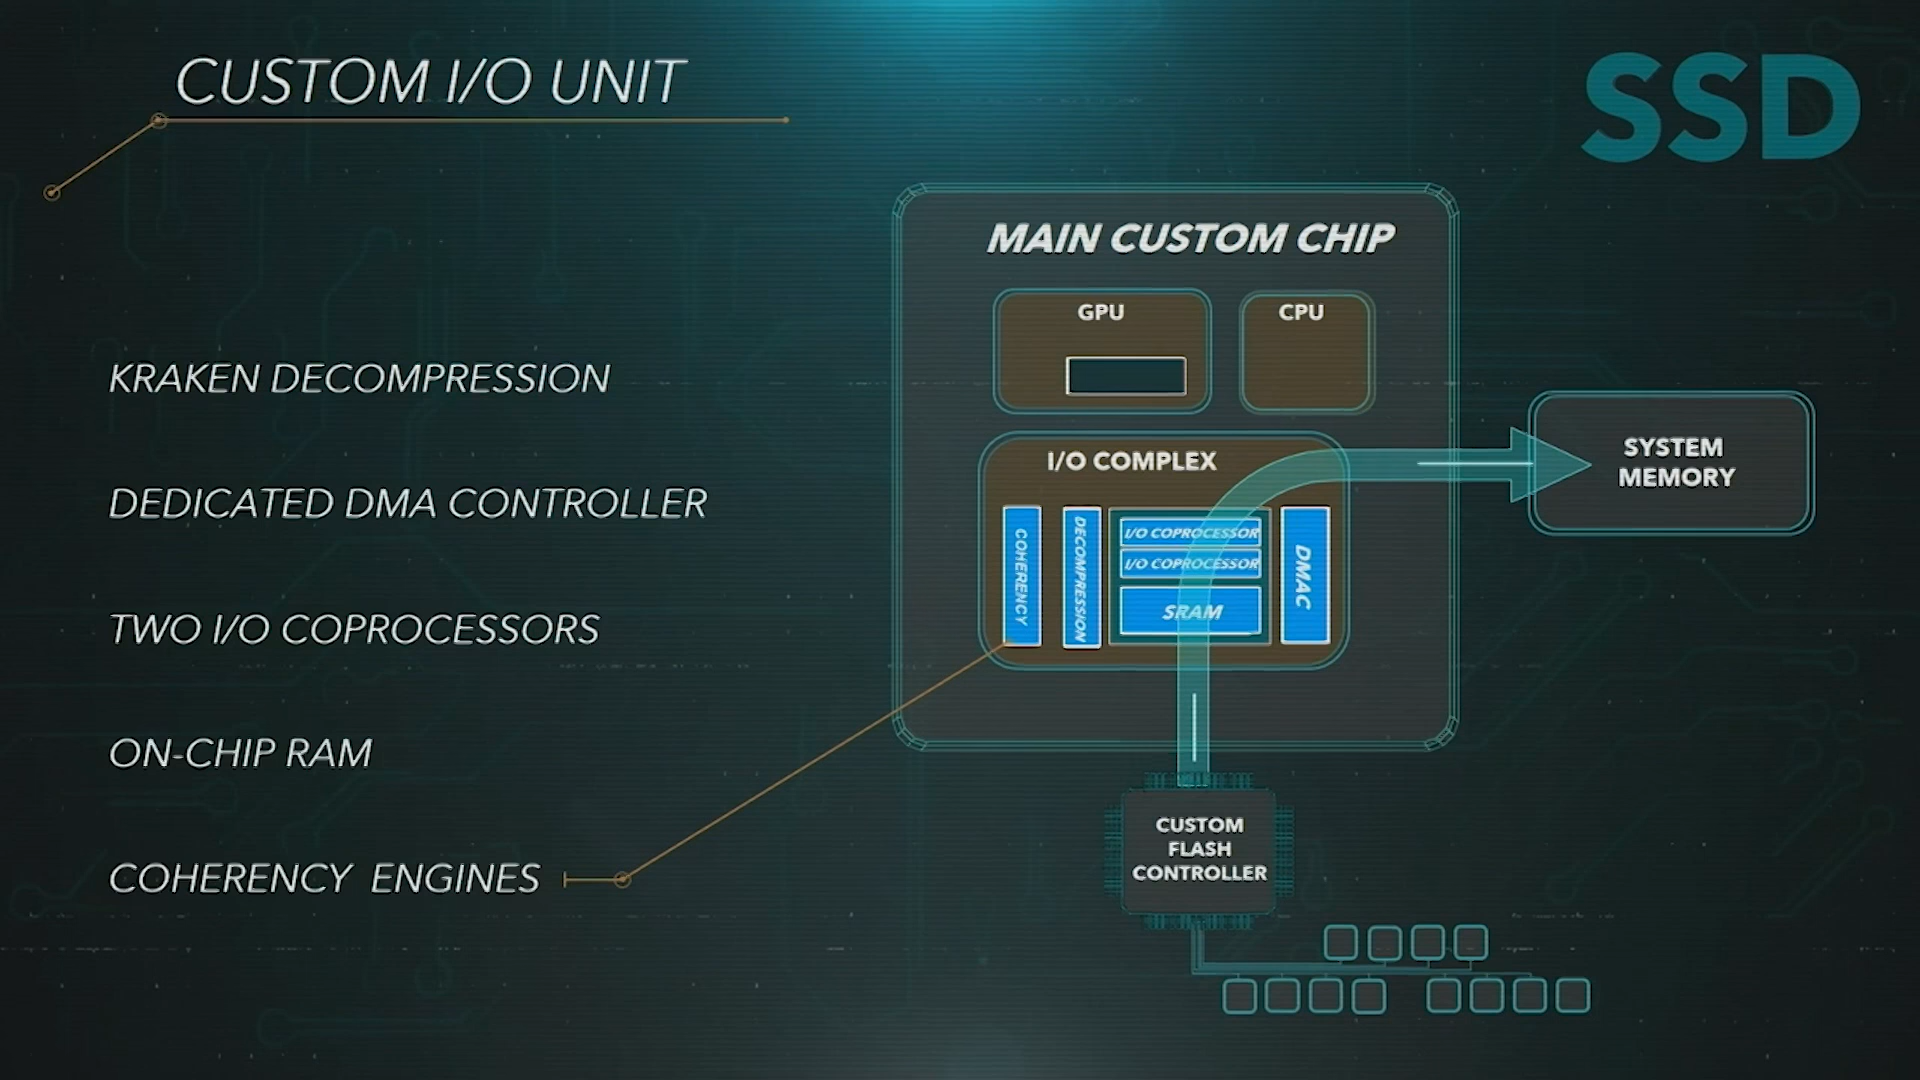 CUSTOM I/O UNIT
SSD
KRAKEN DECOMPRESSION
DEDICATED DMA CONTROLLER
TWO I/O COPROCESSORS
ON-CHIP RAM
COHERENCY ENGINES
MAIN CUSTOM CHIP
GPU
CPU
I/O COMPLEX
COHERENCY
DECOMPRESSION
I/O COPROCESSOR
I/O COPROCESSOR
SRAM
DMAC
SYSTEM
MEMORY
CUSTOM
FLASH
CONTROLLER